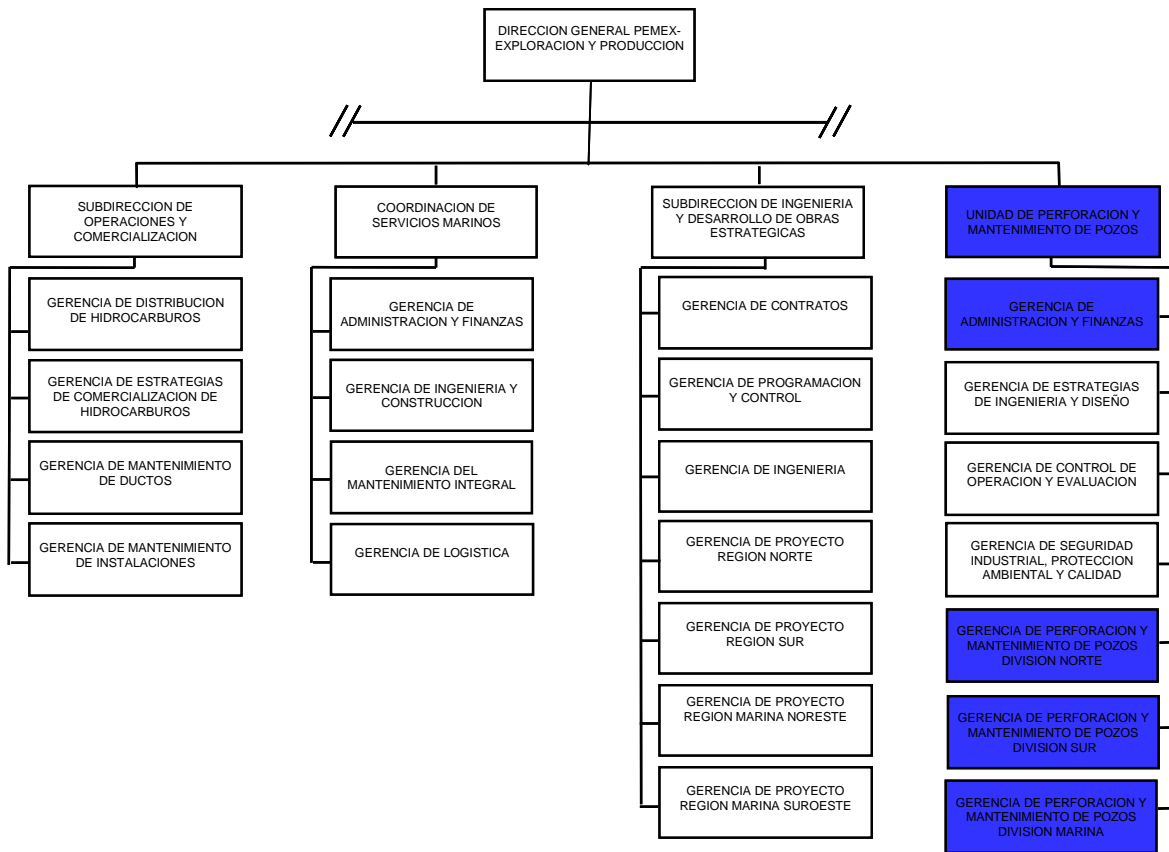 DIRECCION GENERAL PEMEX-
EXPLORACION Y PRODUCCION
SUBDIRECCION DE
OPERACIONES Y
COMERCIALIZACION
GERENCIA DE DISTRIBUCION
DE HIDROCARBUROS
GERENCIA DE ESTRATEGIAS
DE COMERCIALIZACION DE
HIDROCARBUROS
GERENCIA DE MANTENIMIENTO
DE DUCTOS
GERENCIA DE MANTENIMIENTO
DE INSTALACIONES
COORDINACION DE
SERVICIOS MARINOS
GERENCIA DE
ADMINISTRACION Y FINANZAS
GERENCIA DE INGENIERIA Y
CONSTRUCCION
GERENCIA DEL
MANTENIMIENTO INTEGRAL
GERENCIA DE LOGISTICA
SUBDIRECCION DE INGENIERIA
Y DESARROLLO DE OBRAS
ESTRATEGICAS
GERENCIA DE CONTRATOS
GERENCIA DE PROGRAMACION
Y CONTROL
GERENCIA DE INGENIERIA
GERENCIA DE PROYECTO
REGION NORTE
GERENCIA DE PROYECTO
REGION SUR
GERENCIA DE PROYECTO
REGION MARINA NORESTE
GERENCIA DE PROYECTO
REGION MARINA SUROESTE
UNIDAD DE PERFORACION Y
MANTENIMIENTO DE POZOS
GERENCIA DE
ADMINISTRACION Y FINANZAS
GERENCIA DE ESTRATEGIAS
DE INGENIERIA Y DISEÑO
GERENCIA DE CONTROL DE
OPERACION Y EVALUACION
GERENCIA DE SEGURIDAD
INDUSTRIAL, PROTECCION
AMBIENTAL Y CALIDAD
GERENCIA DE PERFORACION Y
MANTENIMIENTO DE POZOS
DIVISION NORTE
GERENCIA DE PERFORACION Y
MANTENIMIENTO DE POZOS
DIVISION SUR
GERENCIA DE PERFORACION Y
MANTENIMIENTO DE POZOS
DIVISION MARINA